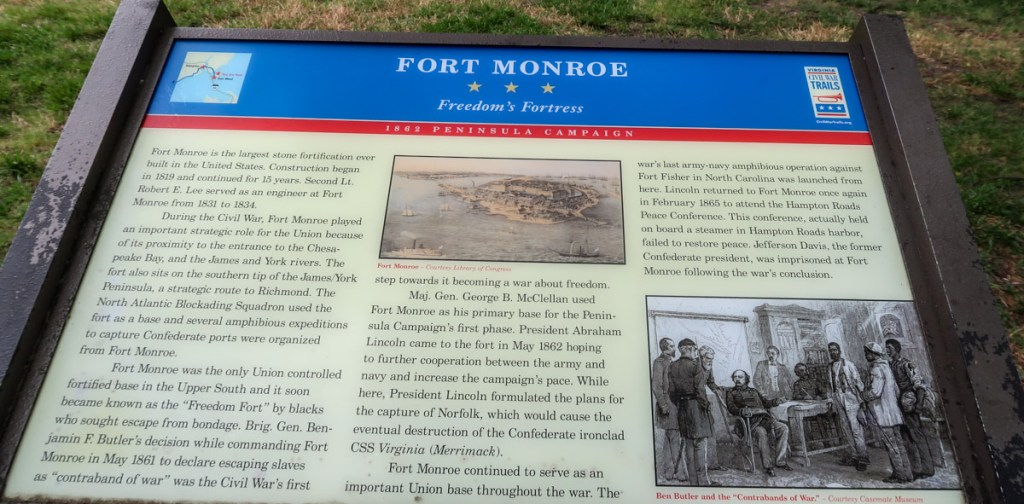 FORT MONROE
Freedom's Fortress
VIRGINIA
CIVIL WAR
TRAILS
1862 PENINSULA CAMPAIGN
Fort Monroe is the largest stone fortification ever
built in the United States. Construction began
in 1819 and continued for 15 years. Second Lt.
Robert E. Lee served as an engineer at Fort
Monroe from 1831 to 1834.
During the Civil War, Fort Monroe played
an important strategic role for the Union because
of its proximity to the entrance to the Chesa-
peake Bay, and the James and York rivers. The
fort also sits on the southern tip of the James/York
Peninsula, a strategic route to Richmond. The
North Atlantic Blockading Squadron used the
fort as a base and several amphibious expeditions
to capture Confederate ports were organized
from Fort Monroe.
Fort Monroe was the only Union controlled
fortified base in the Upper South and it soon
became known as the "Freedom Fort" by blacks
who sought escape from bondage. Brig. Gen. Ben-
jamin F. Butler's decision while commanding Fort
Monroe in May 1861 to declare escaping slaves
as "contraband of war" was the Civil War's first
Fort Monroe – Courtesy Library of Congress
step towards it becoming a war about freedom.
Maj. Gen. George B. McClellan used
Fort Monroe as his primary base for the Penin-
sula Campaign's first phase. President Abraham
Lincoln came to the fort in May 1862 hoping
to further cooperation between the army and
navy and increase the campaign's pace. While
here, President Lincoln formulated the plans for
the capture of Norfolk, which would cause the
eventual destruction of the Confederate ironclad
CSS Virginia (Merrimack).
Fort Monroe continued to serve as an
important Union base throughout the war. The
war's last army-navy amphibious operation against
Fort Fisher in North Carolina was launched from
here. Lincoln returned to Fort Monroe once again
in February 1865 to attend the Hampton Roads
Peace Conference. This conference, actually held
on board a steamer in Hampton Roads harbor,
failed to restore peace. Jefferson Davis, the former
Confederate president, was imprisoned at Fort
Monroe following the war's conclusion.
Ben Butler and the "Contrabands of War." – Courtery Casemate Museum